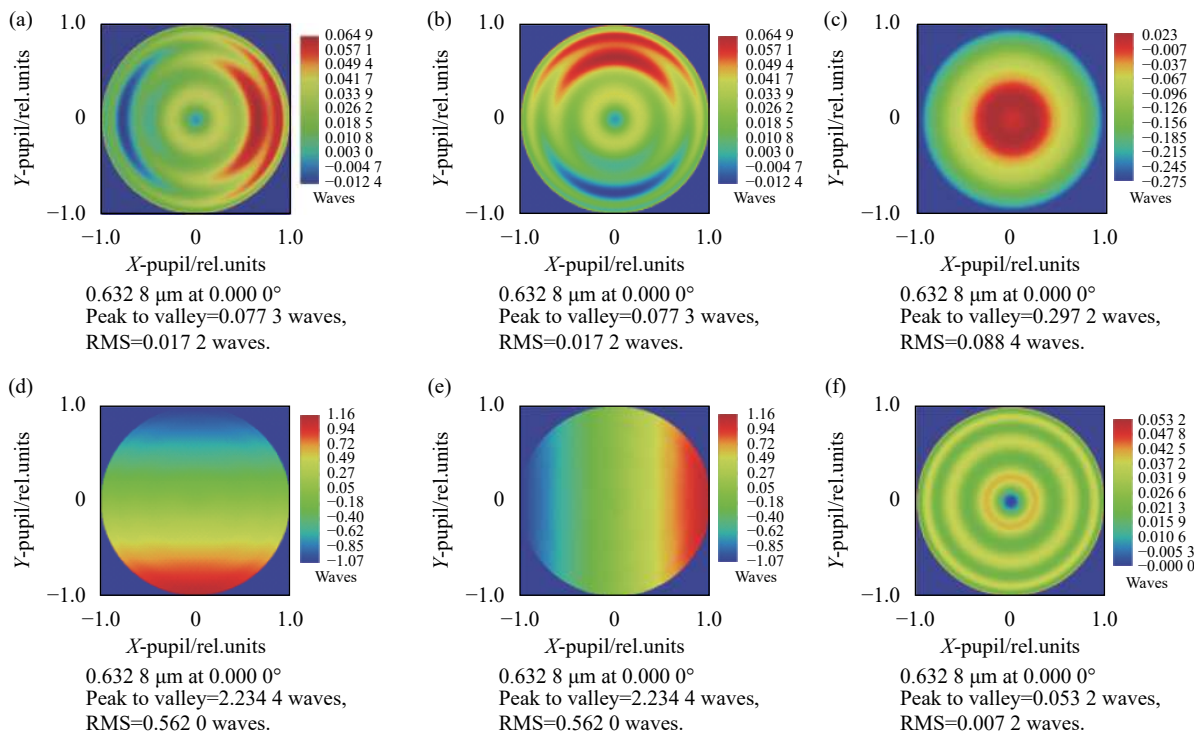 (a)
1.0
0
−1.0
Y-pupil/rel.units
−1.0 0 1.0
X-pupil/rel.units
0.064 9
0.057 1
0.049 4
0.041 7
0.033 9
0.026 2
0.018 5
0.010 8
0.003 0
−0.004 7
−0.012 4
Waves
0.632 8 μm at 0.000 0°
Peak to valley=0.077 3 waves,
RMS=0.017 2 waves.
(b)
1.0
0
−1.0
Y-pupil/rel.units
−1.0 0 1.0
X-pupil/rel.units
0.064 9
0.057 1
0.049 4
0.041 7
0.033 9
0.026 2
0.018 5
0.010 8
0.003 0
−0.004 7
−0.012 4
Waves
0.632 8 μm at 0.000 0°
Peak to valley=0.077 3 waves,
RMS=0.017 2 waves.
(c)
1.0
0
−1.0
Y-pupil/rel.units
−1.0 0 1.0
X-pupil/rel.units
0.023
−0.007
−0.037
−0.067
−0.096
−0.126
−0.156
−0.185
−0.215
−0.245
−0.275
Waves
0.632 8 μm at 0.000 0°
Peak to valley=0.297 2 waves,
RMS=0.088 4 waves.
(d)
1.0
0
−1.0
Y-pupil/rel.units
−1.0 0 1.0
X-pupil/rel.units
1.16
0.94
0.72
0.49
0.27
0.05
−0.18
−0.40
−0.62
−0.85
−1.07
Waves
0.632 8 μm at 0.000 0°
Peak to valley=2.234 4 waves,
RMS=0.562 0 waves.
(e)
1.0
0
−1.0
Y-pupil/rel.units
−1.0 0 1.0
X-pupil/rel.units
1.16
0.94
0.72
0.49
0.27
0.05
−0.18
−0.40
−0.62
−0.85
−1.07
Waves
0.632 8 μm at 0.000 0°
Peak to valley=2.234 4 waves,
RMS=0.562 0 waves.
(f)
1.0
0
−1.0
Y-pupil/rel.units
−1.0 0 1.0
X-pupil/rel.units
0.053 2
0.047 8
0.042 5
0.037 2
0.031 9
0.026 6
0.021 3
0.015 9
0.010 6
−0.005 3
−0.000 0
Waves
0.632 8 μm at 0.000 0°
Peak to valley=0.053 2 waves,
RMS=0.007 2 waves.